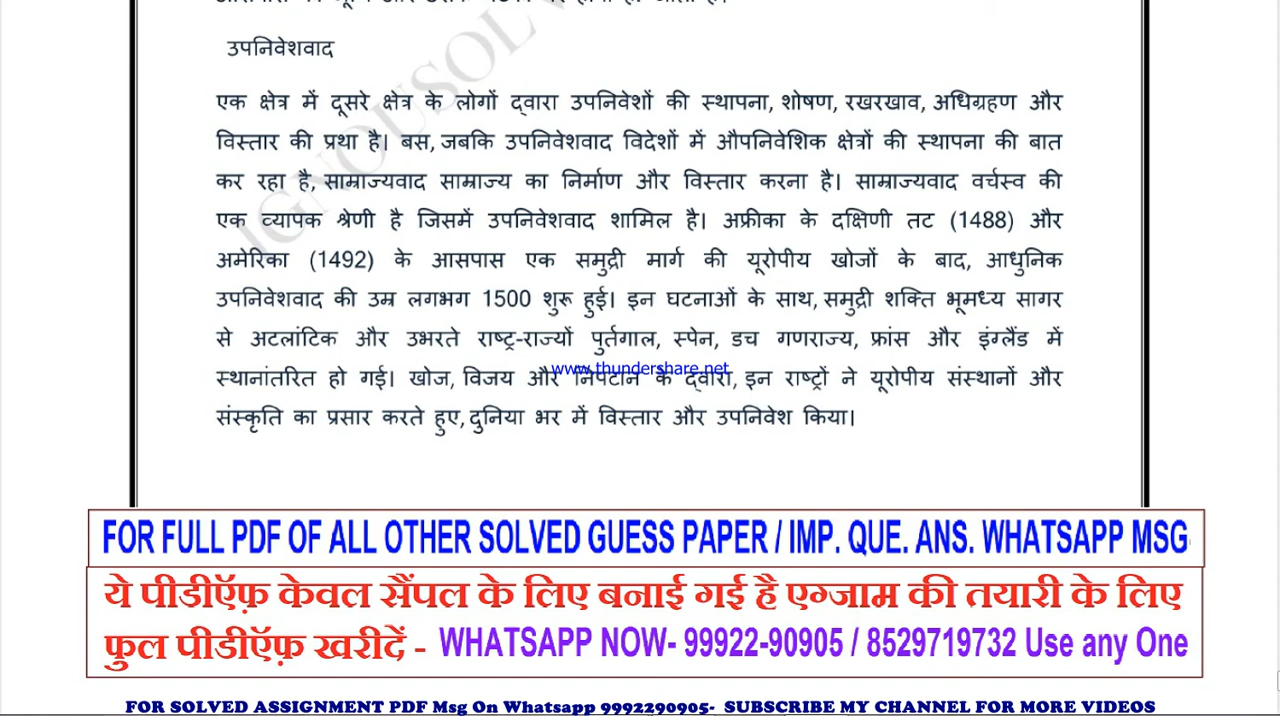 उपनिवेशवाद
एक क्षेत्र में दूसरे क्षेत्र के लोगों द्वारा उपनिवेशों की स्थापना, शोषण, रखरखाव, अधिग्रहण और
विस्तार की प्रथा है। बस, जबकि उपनिवेशवाद विदेशों में औपनिवेशिक क्षेत्रों की स्थापना की बात
कर रहा है, साम्राज्यवाद साम्राज्य का निर्माण और विस्तार करना है। साम्राज्यवाद वर्चस्व की
एक व्यापक श्रेणी है जिसमें उपनिवेशवाद शामिल है। अफ्रीका के दक्षिणी तट (1488) और
अमेरिका (1492) के आसपास एक समुद्री मार्ग की यूरोपीय खोजों के बाद, आधुनिक
उपनिवेशवाद की उम्र लगभग 1500 शुरू हुई। इन घटनाओं के साथ, समुद्री शक्ति भूमध्य सागर
से अटलांटिक और उभरते राष्ट्र-राज्यों पुर्तगाल, स्पेन, डच गणराज्य, फ्रांस और इंग्लैंड में
www.thundershare.net
स्थानांतरित हो गई। खोज, विजय और निपटान के द्वारा, इन राष्ट्रों ने यूरोपीय संस्थानों और
संस्कृति का प्रसार करते हुए, दुनिया भर में विस्तार और उपनिवेश किया।
FOR FULL PDF OF ALL OTHER SOLVED GUESS PAPER / IMP. QUE. ANS. WHATSAPP MSG
ये पीडीऍफ़ केवल सैंपल के लिए बनाई गई है एग्जाम की तयारी के लिए
फुल पीडीऍफ़ खरीदें - WHATSAPP NOW- 99922-90905 / 8529719732 Use any One
FOR SOLVED ASSIGNMENT PDF Msg On Whatsapp 9992290905- SUBSCRIBE MY CHANNEL FOR MORE VIDEOS